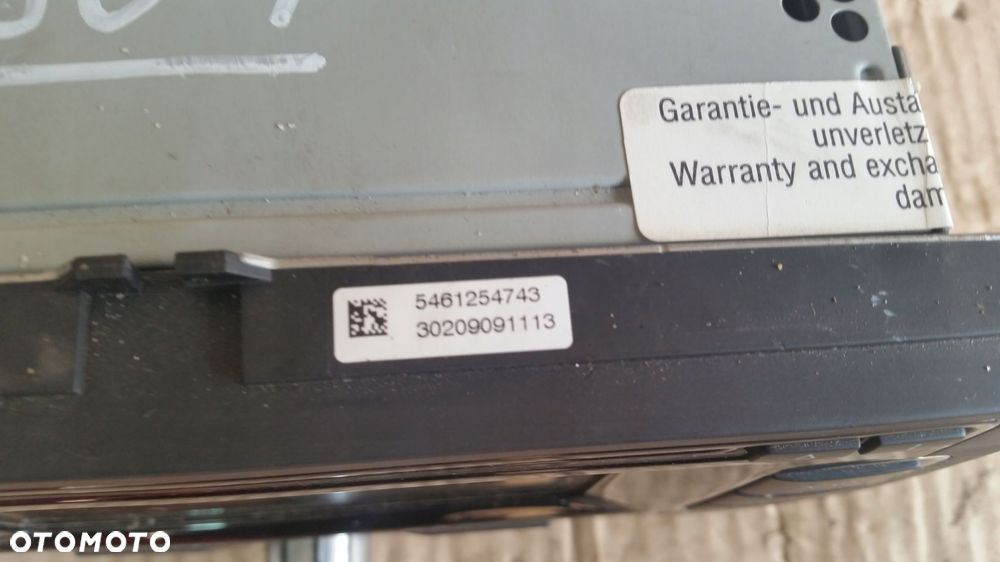 Garantie- und Austa
unverletz
Warranty and excha
dam
5461254743
30209091113
OTOMOTO